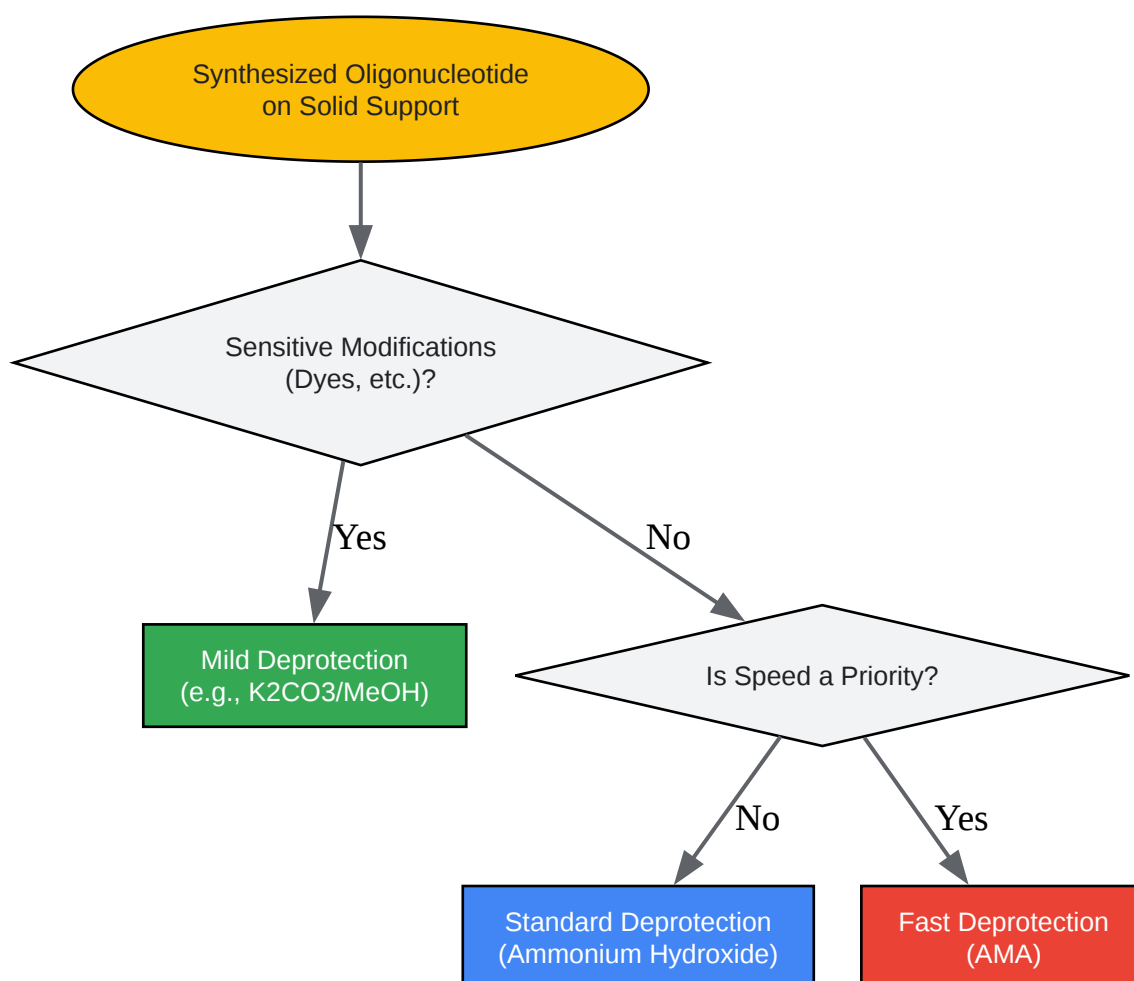 Synthesized Oligonucleotide
on Solid Support
Sensitive Modifications
(Dyes, etc.)?
Yes
No
Mild Deprotection
(e.g., K2CO3/MeOH)
Is Speed a Priority?
No
Yes
Standard Deprotection
(Ammonium Hydroxide)
Fast Deprotection
(AMA)